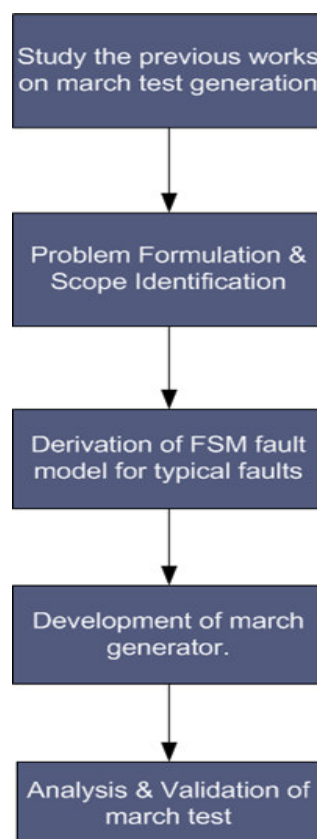 Study the previous works
on march test generation
Problem Formulation &
Scope Identification
Derivation of FSM fault
model for typical faults
Development of march
generator.
Analysis & Validation of
march test